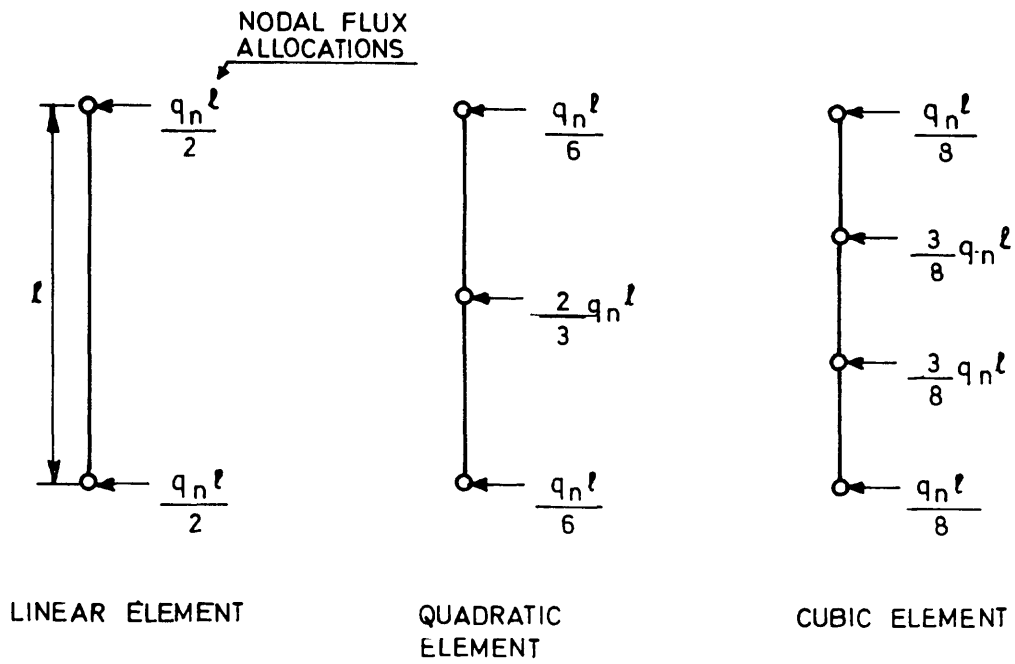 NODAL FLUX
ALLOCATIONS
l
qnl
2
qnl
2
LINEAR ELEMENT
qnl
6
2 qnl
3
qnl
6
QUADRATIC
ELEMENT
qnl
8
3 qnl
8
3 qnl
8
qnl
8
CUBIC ELEMENT